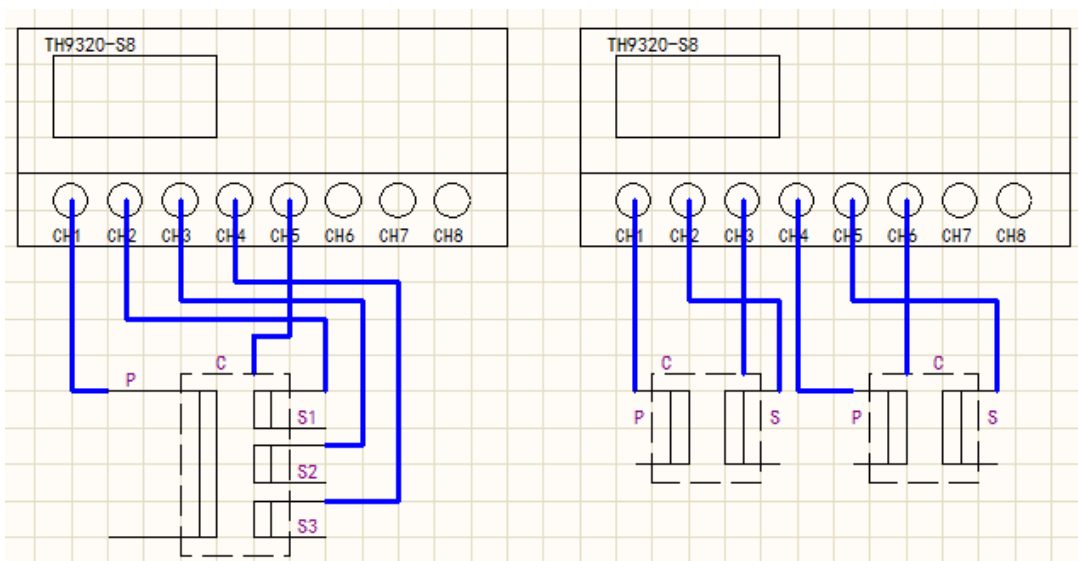 TH9320-S8
CH1 CH2 CH3 CH4 CH5 CH6 CH7 CH8
C
P
S1
S2
S3
TH9320-S8
CH1 CH2 CH3 CH4 CH5 CH6 CH7 CH8
C C
P S P S